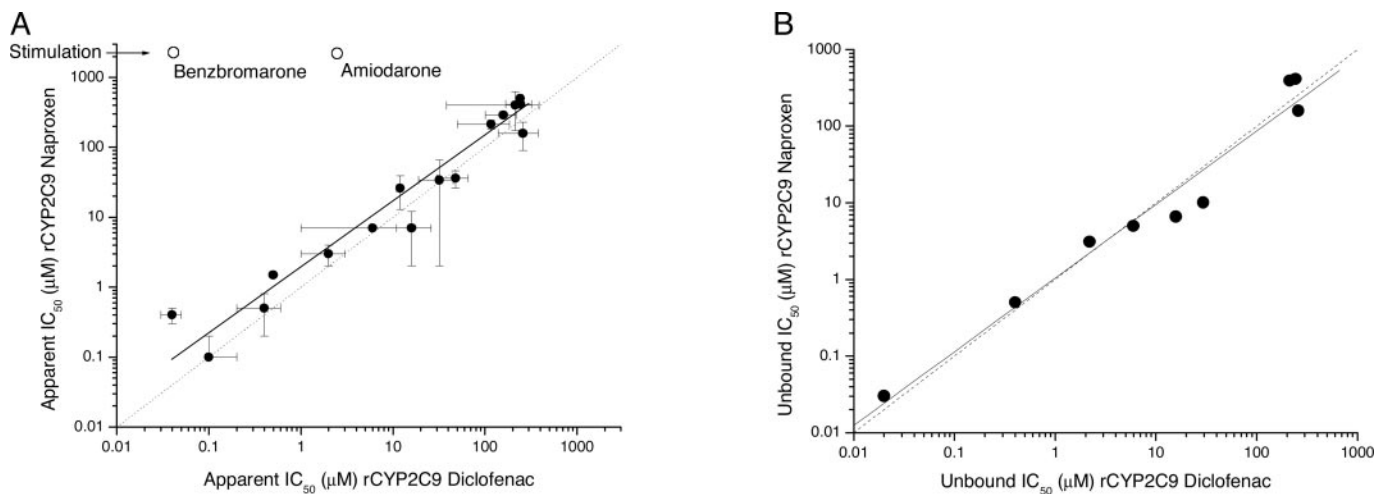 A
Stimulation
Benzbromarone
Amiodarone
1000
100
10
1
0.1
0.01
0.01
0.1
1
10
100
1000
Apparent IC50 (μM) rCYP2C9 Naproxen
Apparent IC50 (μM) rCYP2C9 Diclofenac
B
1000
100
10
1
0.1
0.01
0.01
0.1
1
10
100
1000
Unbound IC50 (μM) rCYP2C9 Naproxen
Unbound IC50 (μM) rCYP2C9 Diclofenac